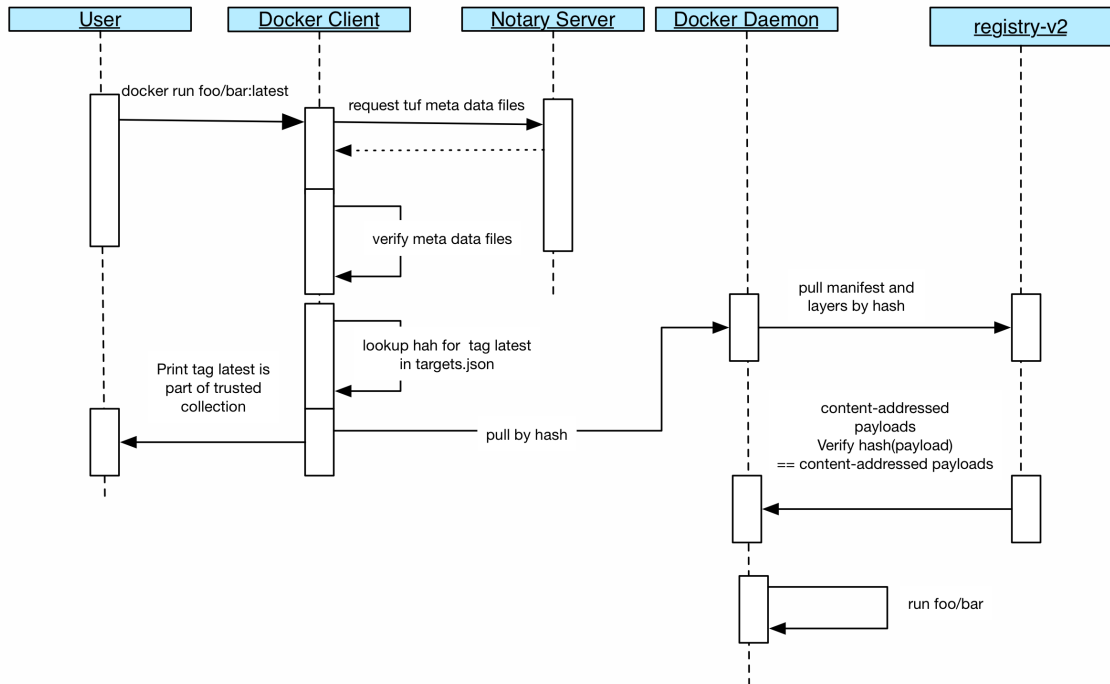 User
Docker Client
Notary Server
Docker Daemon
registry-v2
docker run foo/bar:latest
request tuf meta data files
verify meta data files
pull manifest and
layers by hash
lookup hah for  tag latest
in targets.json
Print tag latest is
part of trusted
collection
pull by hash
content-addressed
payloads
Verify hash(payload)
== content-addressed payloads
run foo/bar